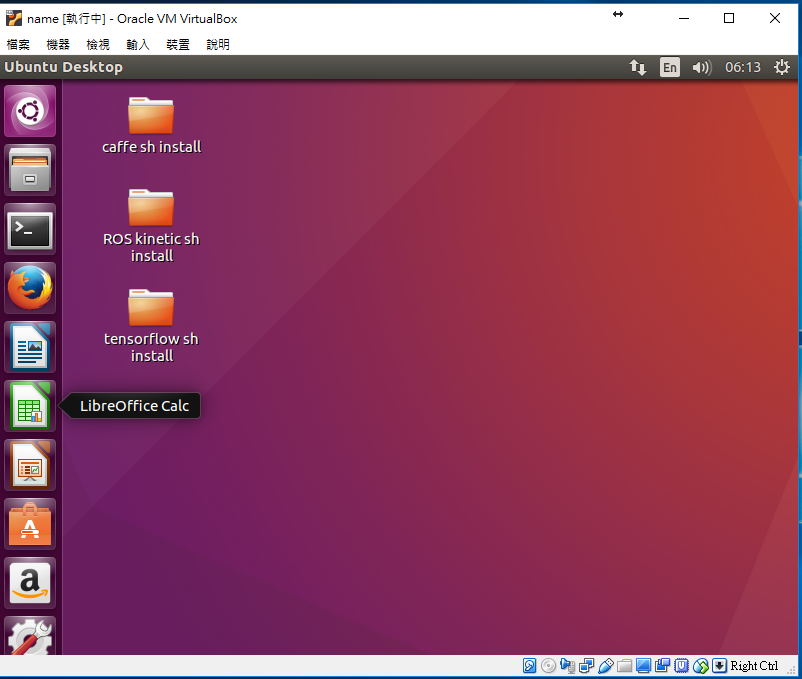 name [執行中] - Oracle VM VirtualBox
檔案 機器 檢視 輸入 裝置 說明
Ubuntu Desktop En 06:13
caffe sh install
ROS kinetic sh
install
tensorflow sh
install
LibreOffice Calc
Right Ctrl